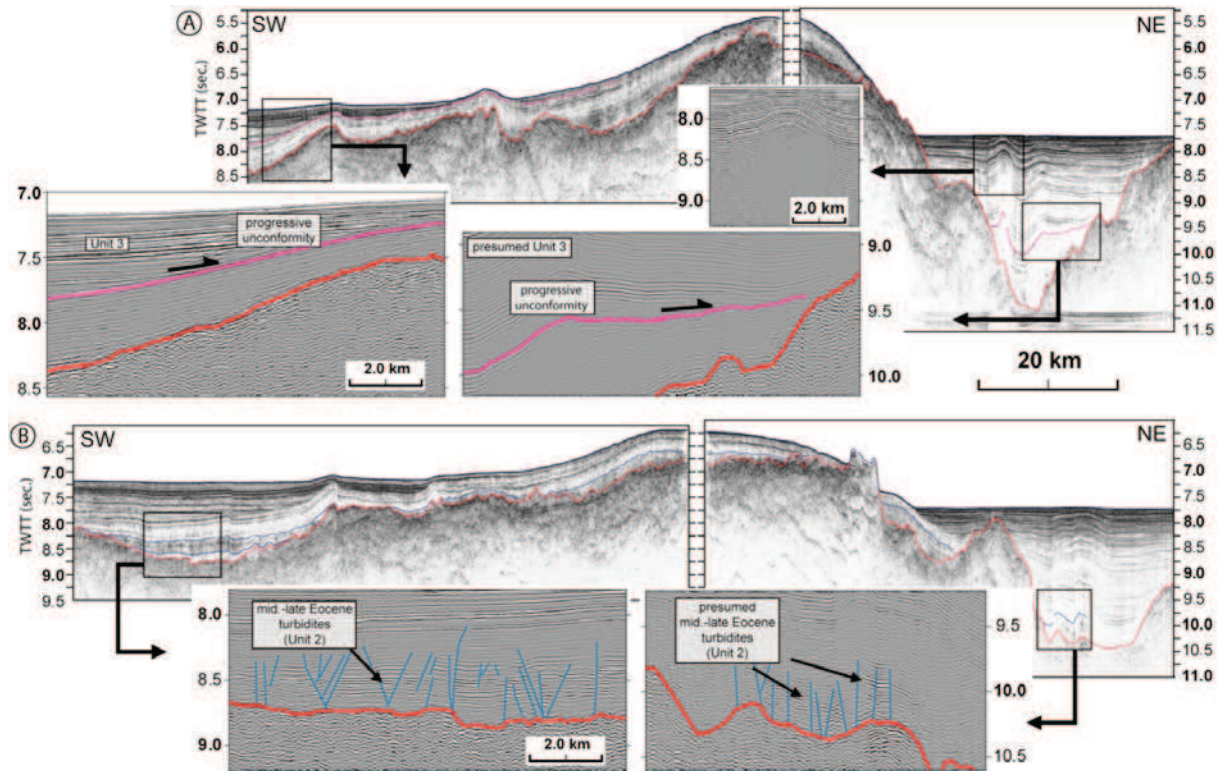 A
SW
NE
TWTT (sec.)
5.5
6.0
6.5
7.0
7.5
8.0
8.5
5.5
6.0
6.5
7.0
7.5
8.0
8.5
9.0
9.5
10.0
10.5
11.0
11.5
8.0
8.5
9.0
2.0 km
7.0
7.5
8.0
8.5
Unit 3
progressive
unconformity
2.0 km
presumed Unit 3
progressive
unconformity
9.0
9.5
10.0
20 km
B
SW
NE
TWTT (sec.)
6.5
7.0
7.5
8.0
8.5
9.0
9.5
6.5
7.0
7.5
8.0
8.5
9.0
9.5
10.0
10.5
11.0
8.0
8.5
9.0
mid.-late Eocene
turbidites
(Unit 2)
2.0 km
presumed
mid.-late Eocene
turbidites
(Unit 2)
9.5
10.0
10.5